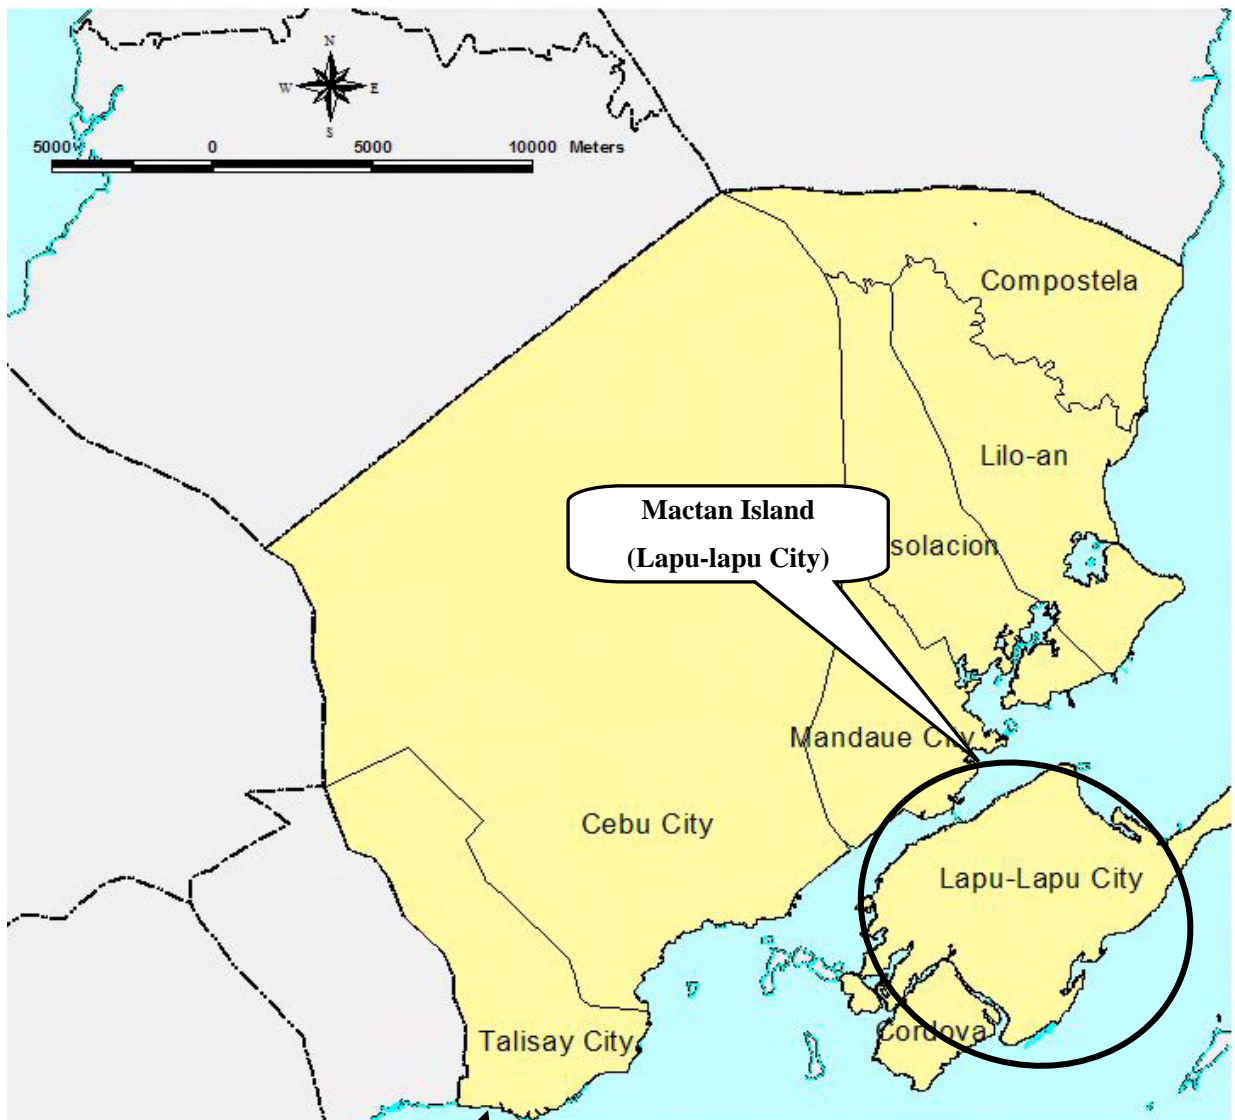 N
W E
S
5000 0 5000 10000 Meters
Compostela
Lilo-an
Mactan Island
(Lapu-lapu City)
solacion
Mandaue City
Cebu City
Lapu-Lapu City
Cordova
Talisay City